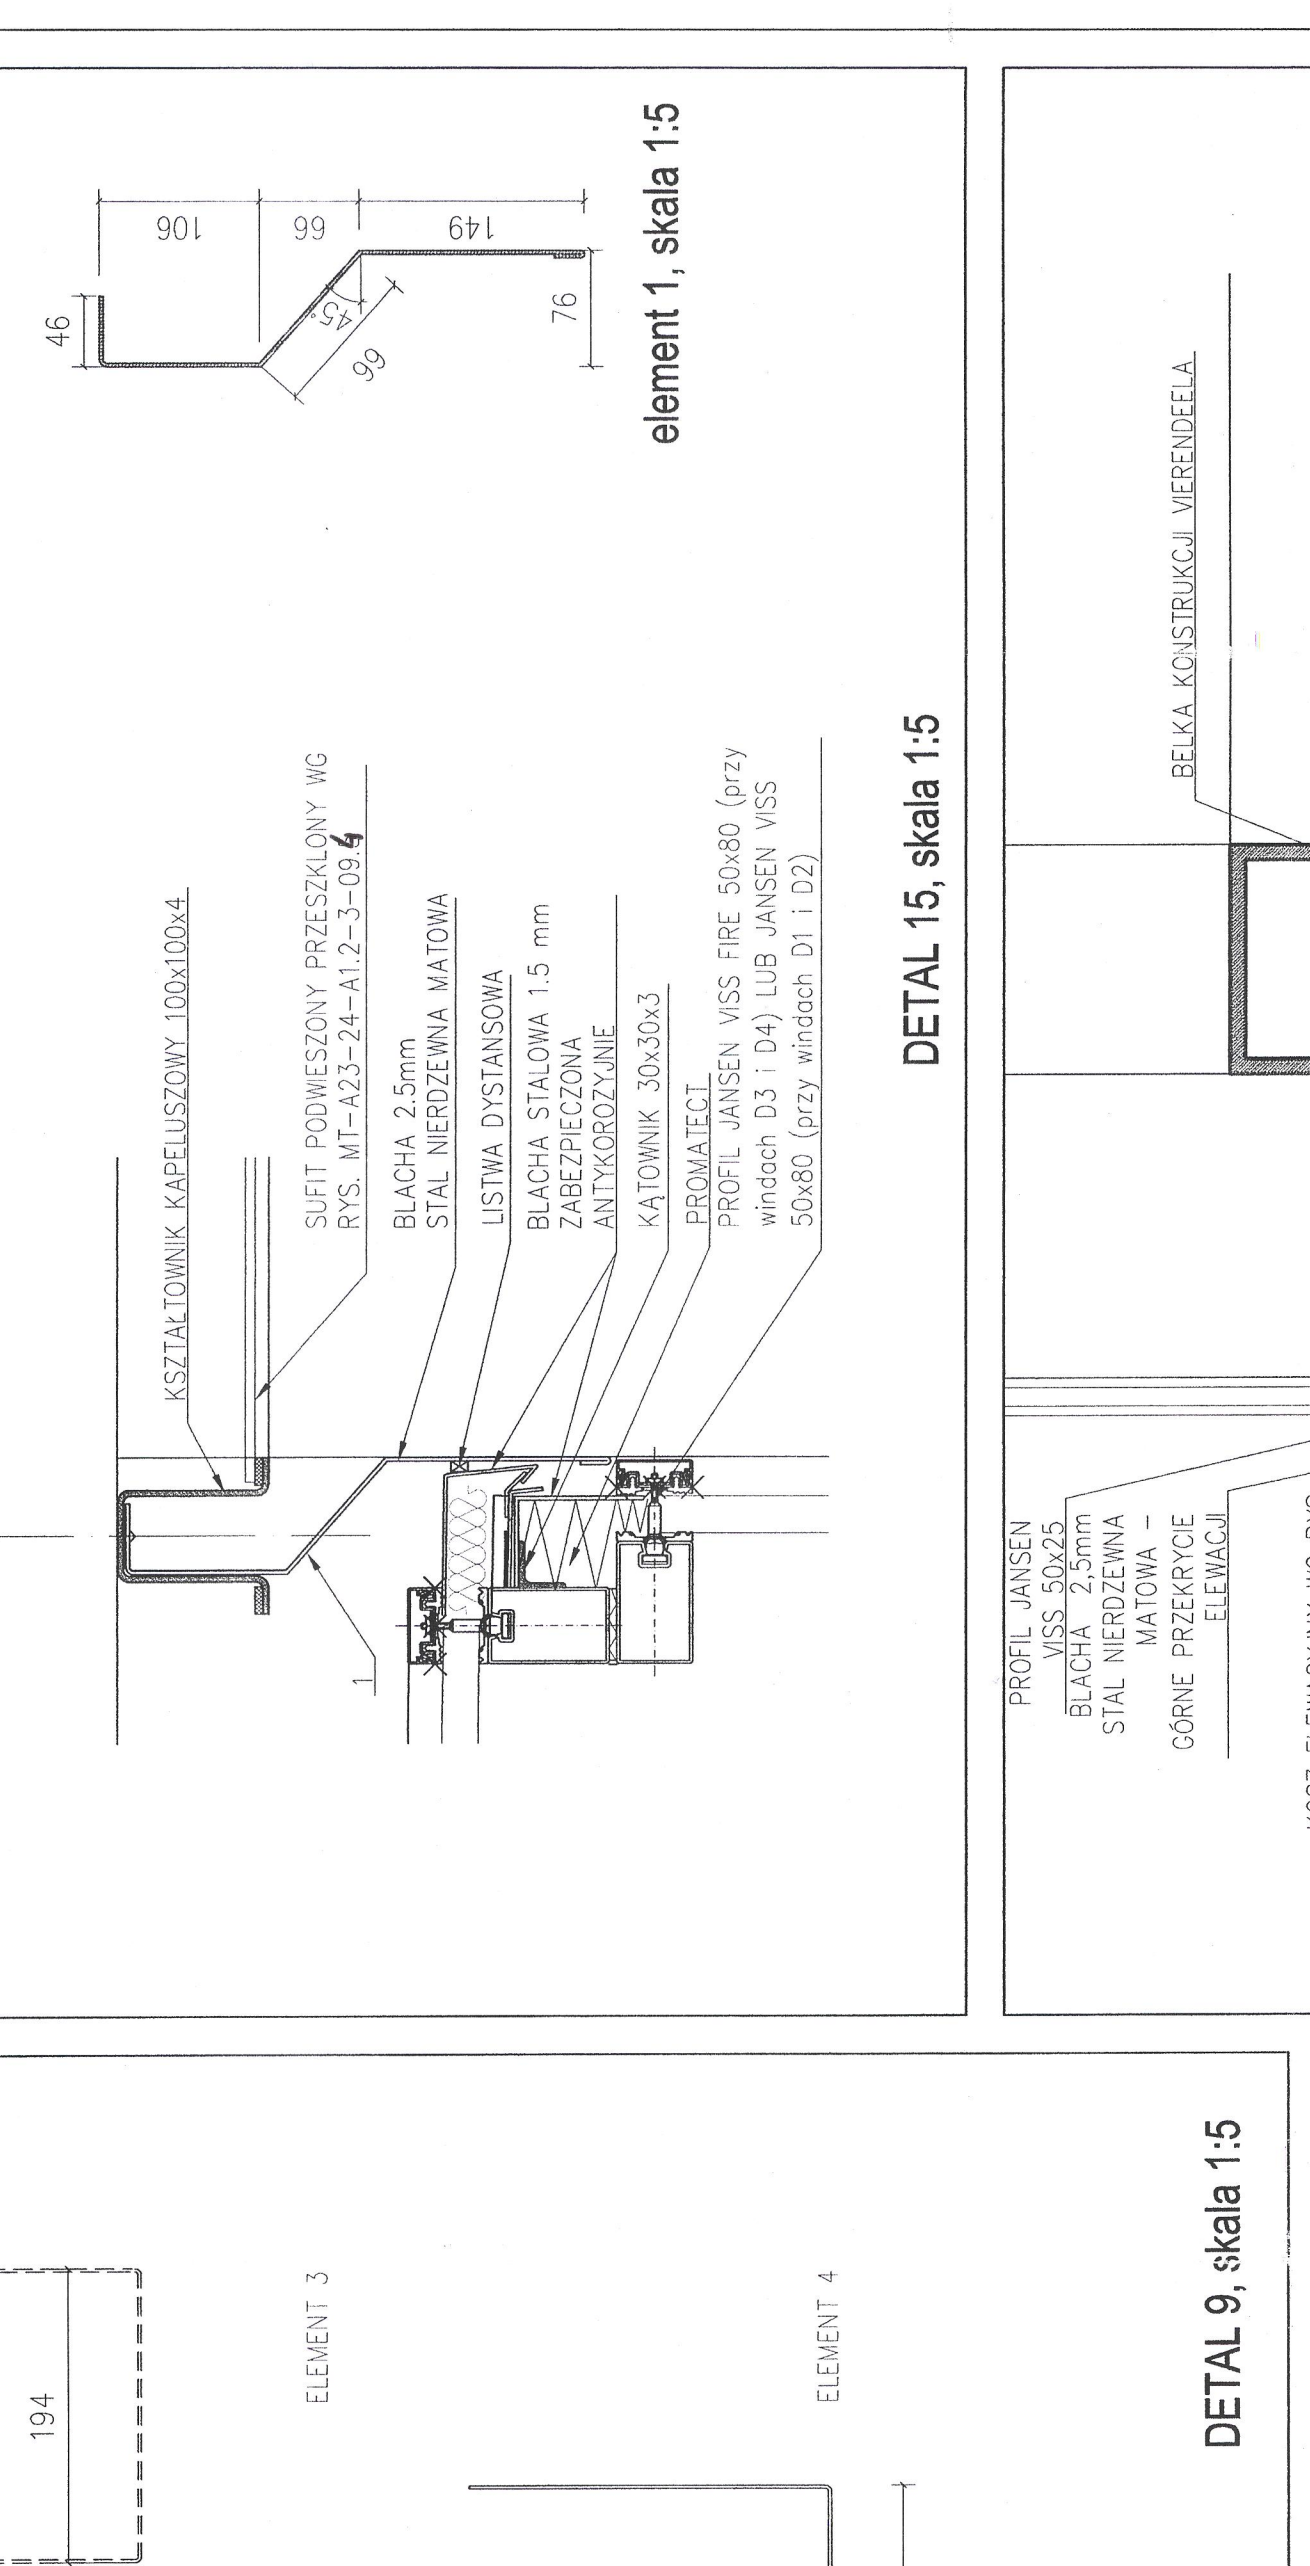 46
106
66
149
45°
99
76
element 1, skala 1:5
KSZTAŁTOWNIK KAPELUSZOWY 100x100x4
SUFIT PODWIESZONY PRZESZKLONY WG
RYS. MT-A23-24-A1.2-3-09.4
BLACHA 2.5mm
STAL NIERDZEWNA MATOWA
LISTWA DYSTANSOWA
BLACHA STALOWA 1.5 mm
ZABEZPIECZONA
ANTYKOROZYJNIE
KĄTOWNIK 30x30x3
PROMATECT
PROFIL JANSEN VISS FIRE 50x80 (przy
windach D3 i D4) LUB JANSEN VISS
50x80 (przy windach D1 i D2)
1
DETAL 15, skala 1:5
BELKA KONSTRUKCJI VIERENDEELA
PROFIL JANSEN
VISS 50x25
BLACHA 2,5mm
STAL NIERDZEWNA
MATOWA -
GÓRNE PRZEKRYCIE
ELEWACJI
194
ELEMENT 3
ELEMENT 4
DETAL 9, skala 1:5